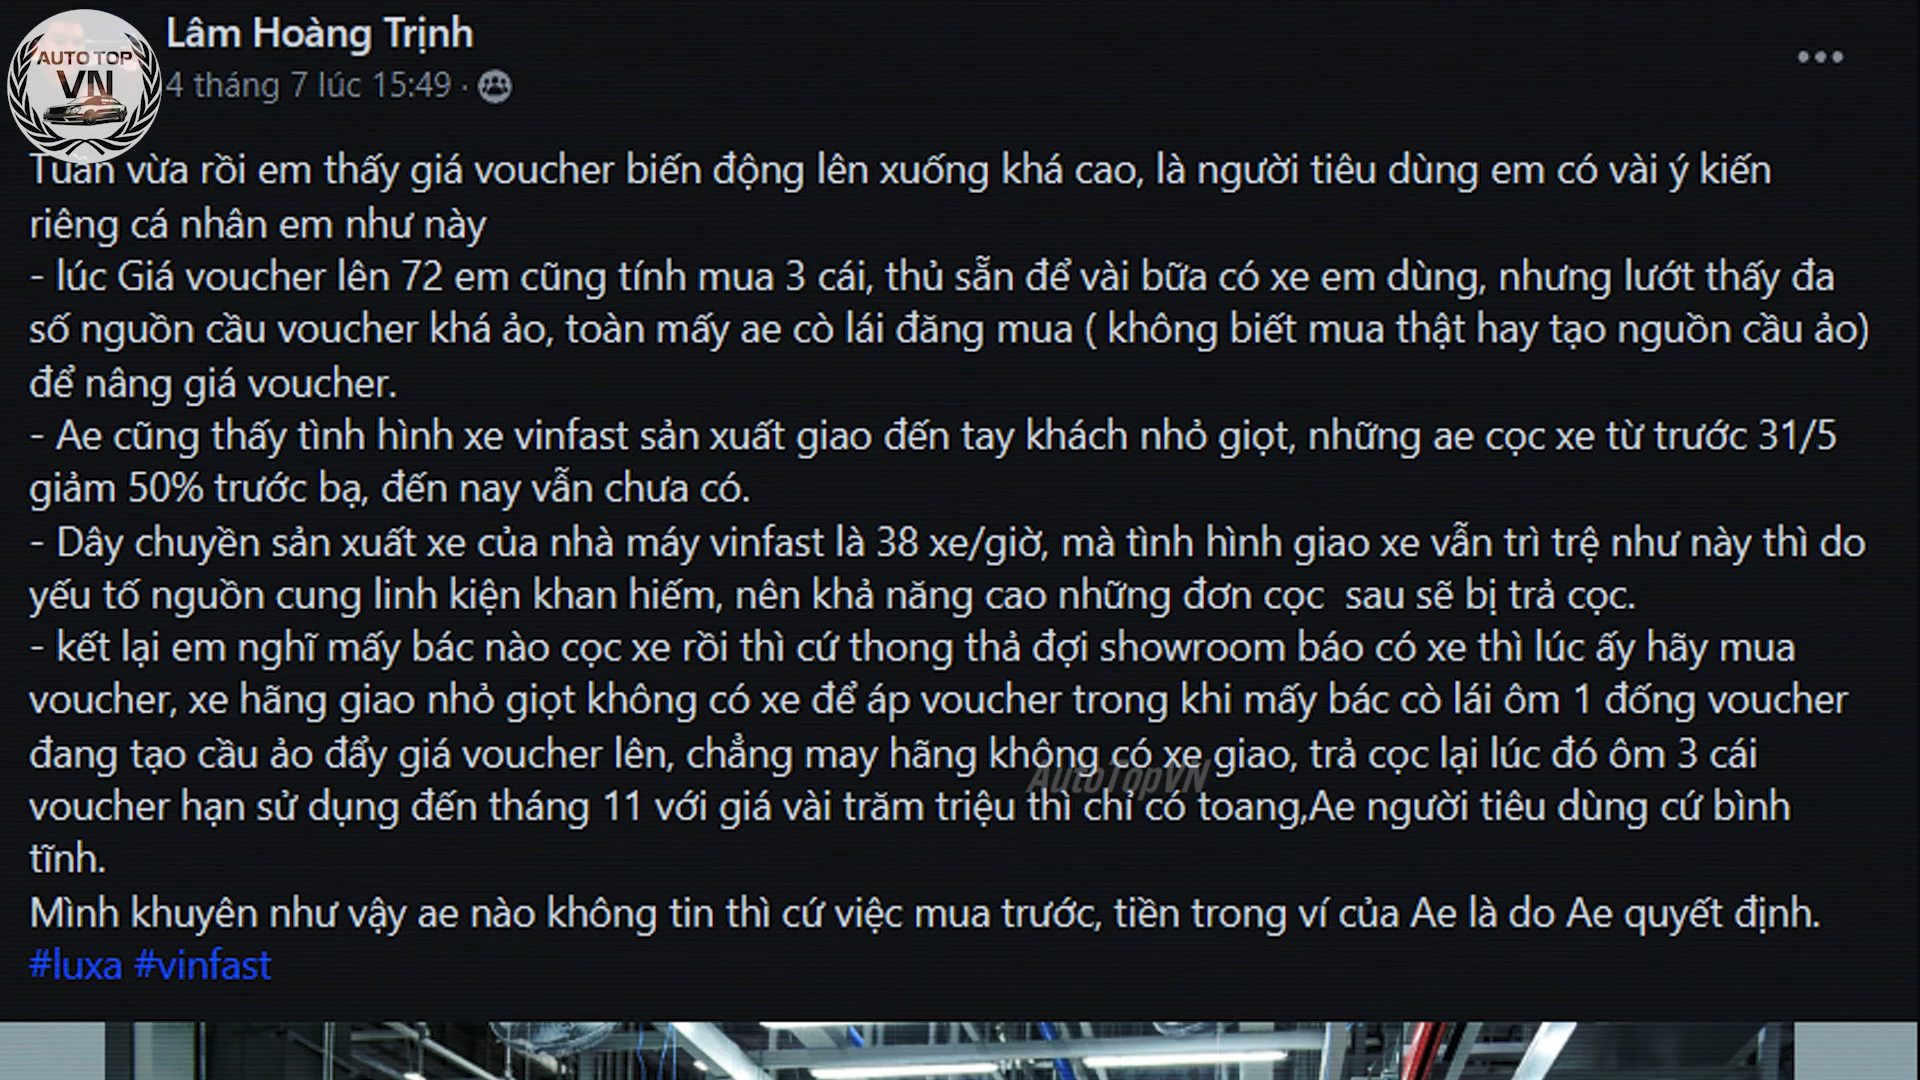 AUTO TOP
VN
Lâm Hoàng Trịnh
4 tháng 7 lúc 15:49 ·
Tuần vừa rồi em thấy giá voucher biến động lên xuống khá cao, là người tiêu dùng em có vài ý kiến
riêng cá nhân em như này
- lúc Giá voucher lên 72 em cũng tính mua 3 cái, thủ sẵn để vài bữa có xe em dùng, nhưng lướt thấy đa
số nguồn cầu voucher khá ảo, toàn mấy ae cò lái đăng mua ( không biết mua thật hay tạo nguồn cầu ảo)
để nâng giá voucher.
- Ae cũng thấy tình hình xe vinfast sản xuất giao đến tay khách nhỏ giọt, những ae cọc xe từ trước 31/5
giảm 50% trước bạ, đến nay vẫn chưa có.
- Dây chuyền sản xuất xe của nhà máy vinfast là 38 xe/giờ, mà tình hình giao xe vẫn trì trệ như này thì do
yếu tố nguồn cung linh kiện khan hiếm, nên khả năng cao những đơn cọc  sau sẽ bị trả cọc.
- kết lại em nghĩ mấy bác nào cọc xe rồi thì cứ thong thả đợi showroom báo có xe thì lúc ấy hãy mua
voucher, xe hãng giao nhỏ giọt không có xe để áp voucher trong khi mấy bác cò lái ôm 1 đống voucher
đang tạo cầu ảo đẩy giá voucher lên, chẳng may hãng không có xe giao, trả cọc lại lúc đó ôm 3 cái
AutoTopVN
voucher hạn sử dụng đến tháng 11 với giá vài trăm triệu thì chỉ có toang,Ae người tiêu dùng cứ bình
tĩnh.
Mình khuyên như vậy ae nào không tin thì cứ việc mua trước, tiền trong ví của Ae là do Ae quyết định.
#luxa #vinfast